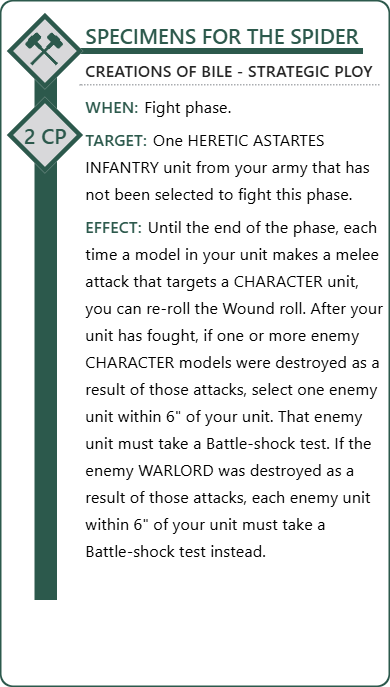 SPECIMENS FOR THE SPIDER
CREATIONS OF BILE - STRATEGIC PLOY
2 CP
WHEN: Fight phase.
TARGET: One HERETIC ASTARTES
INFANTRY unit from your army that has
not been selected to fight this phase.
EFFECT: Until the end of the phase, each
time a model in your unit makes a melee
attack that targets a CHARACTER unit,
you can re-roll the Wound roll. After your
unit has fought, if one or more enemy
CHARACTER models were destroyed as a
result of those attacks, select one enemy
unit within 6" of your unit. That enemy
unit must take a Battle-shock test. If the
enemy WARLORD was destroyed as a
result of those attacks, each enemy unit
within 6" of your unit must take a
Battle-shock test instead.